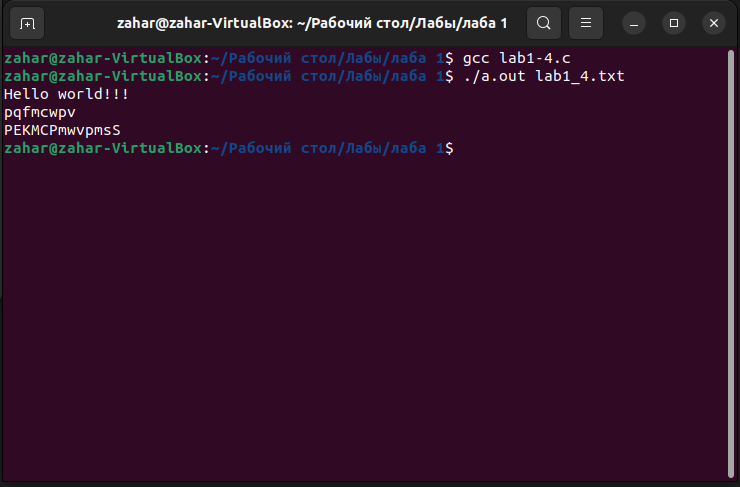 zahar@zahar-VirtualBox: ~/Рабочий стол/Лабы/лаба 1
zahar@zahar-VirtualBox:~/Рабочий стол/Лабы/лаба 1$ gcc lab1-4.c
zahar@zahar-VirtualBox:~/Рабочий стол/Лабы/лаба 1$ ./a.out lab1_4.txt
Hello world!!!
pqfmcwpv
PEKMCPmwvpmsS
zahar@zahar-VirtualBox:~/Рабочий стол/Лабы/лаба 1$